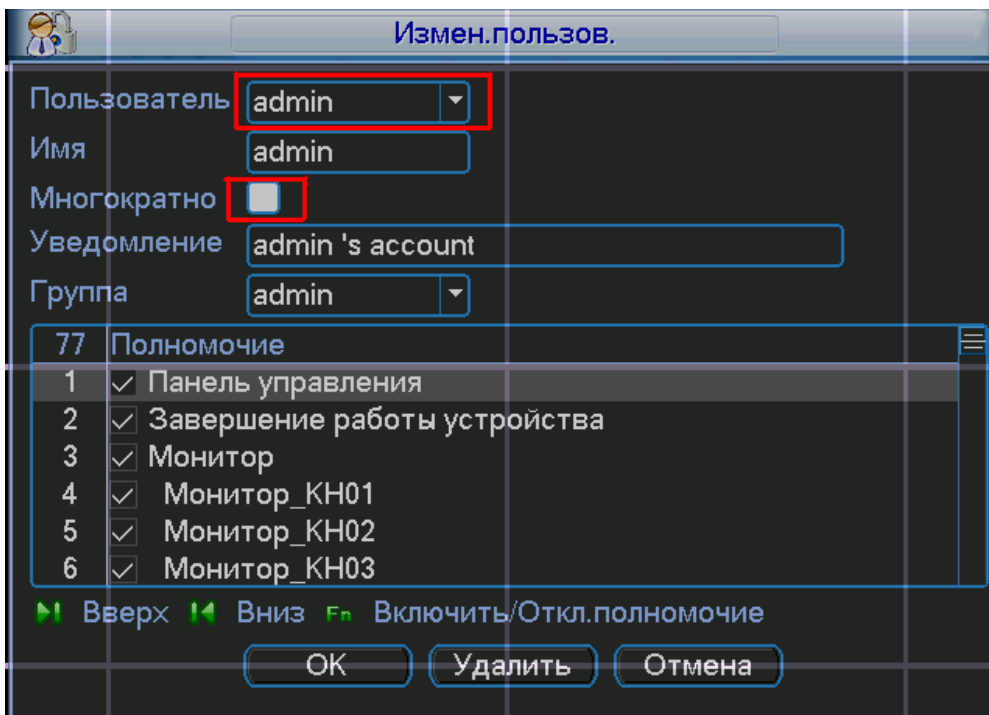 Измен.пользов.
Пользователь admin
Имя admin
Многократно
Уведомление admin 's account
Группа admin
77 Полномочие
1 Панель управления
2 Завершение работы устройства
3 Монитор
4 Монитор_КН01
5 Монитор_КН02
6 Монитор_КН03
Вверх Вниз Fn Включить/Откл.полномочие
OK Удалить Отмена